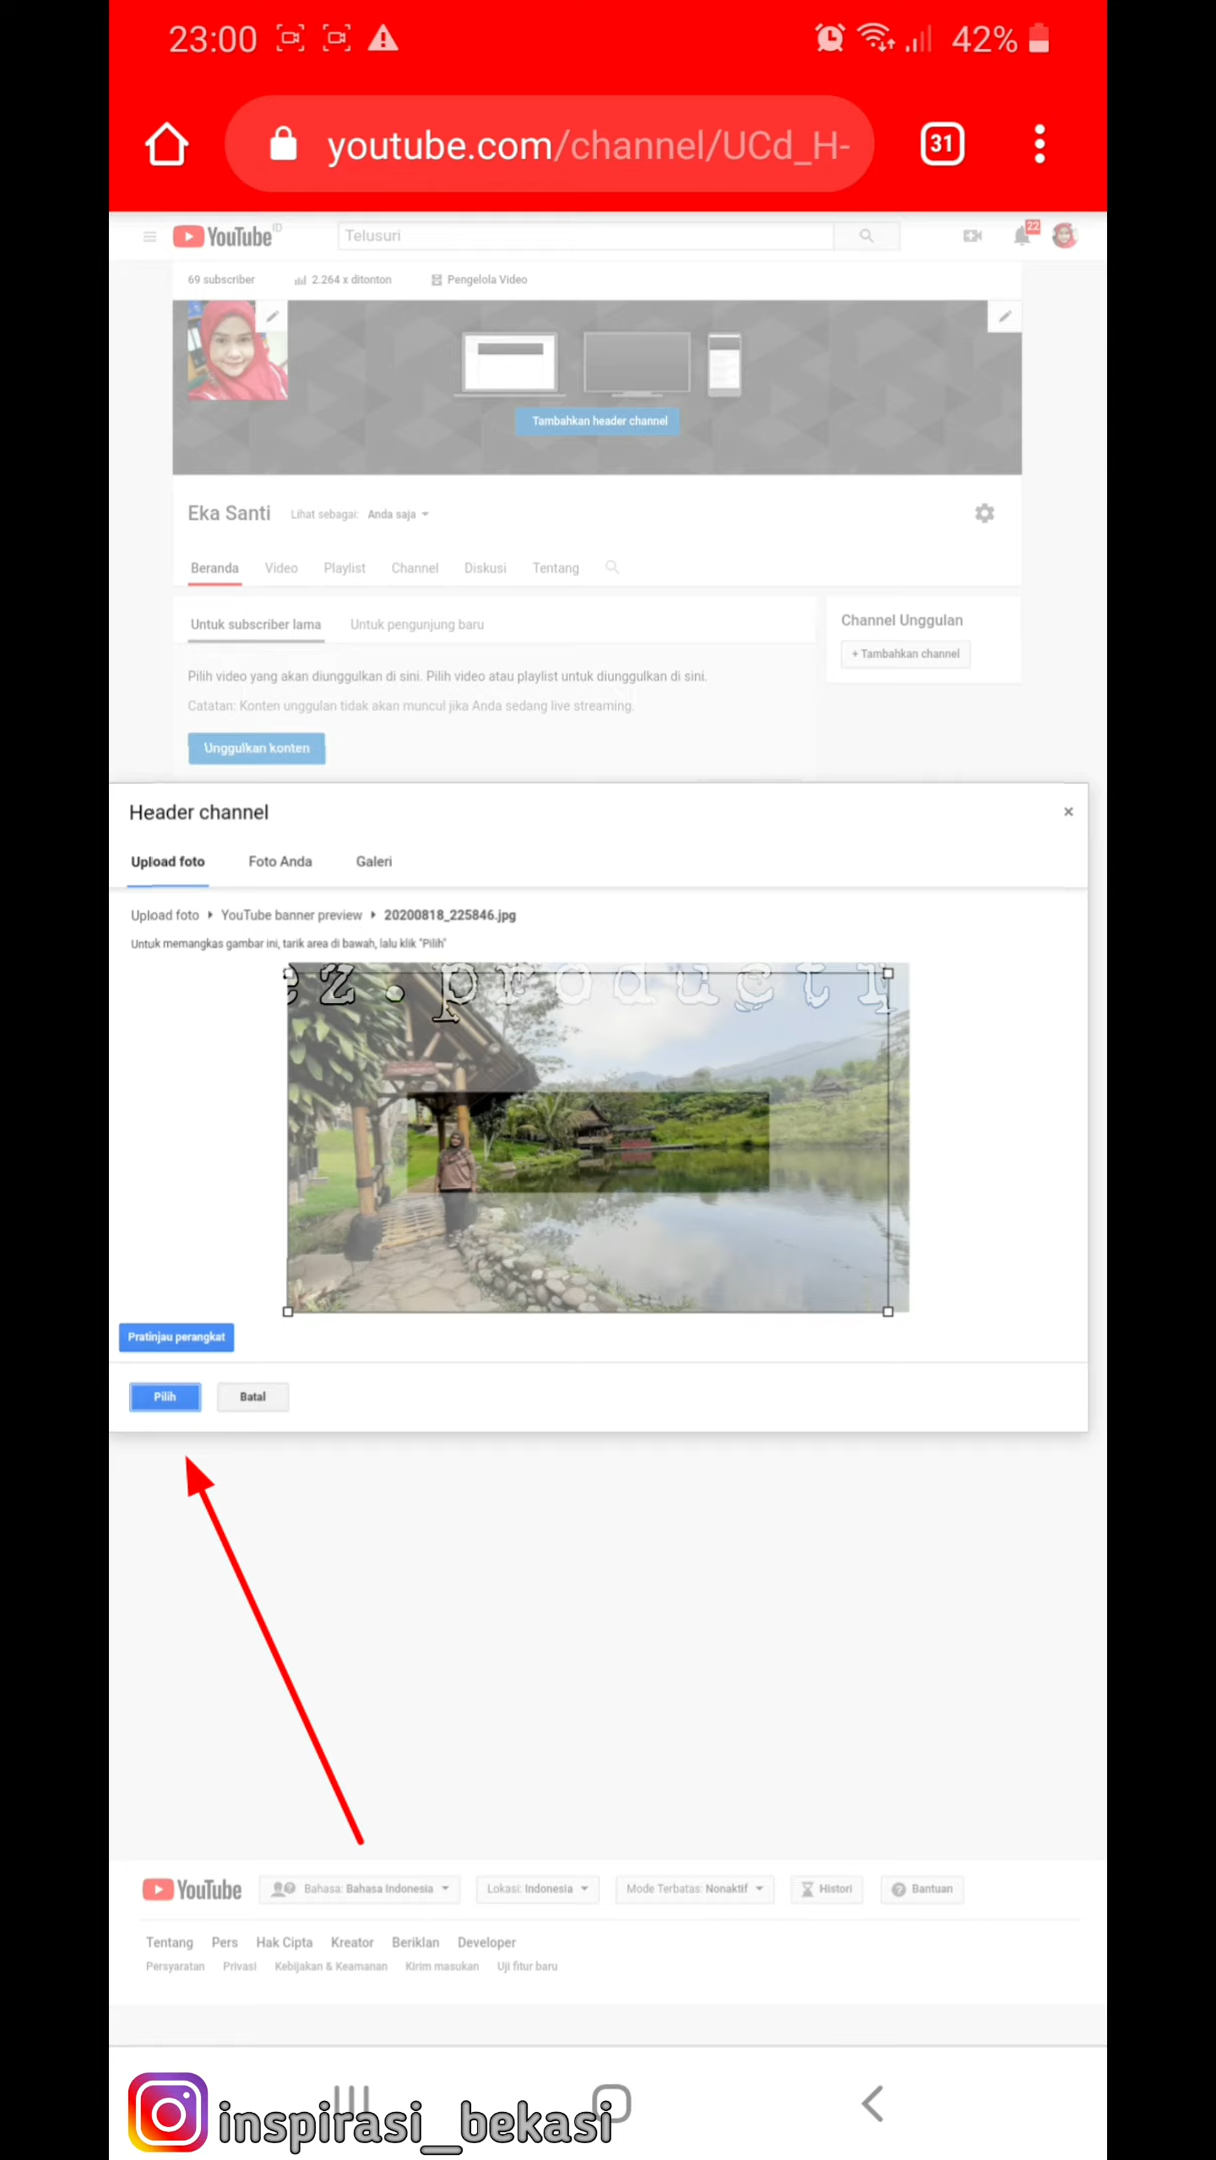 23:00
42%
youtube.com/channel/UCd_H-
31
YouTube ID
Telusuri
22
69 subscriber
2.264 x ditonton
Pengelola Video
Tambahkan header channel
Eka Santi
Lihat sebagai: Anda saja
Beranda Video Playlist Channel Diskusi Tentang
Untuk subscriber lama Untuk pengunjung baru
Channel Unggulan
+ Tambahkan channel
Pilih video yang akan diunggulkan di sini. Pilih video atau playlist untuk diunggulkan di sini.
Catatan: Konten unggulan tidak akan muncul jika Anda sedang live streaming.
Unggulkan konten
Header channel
×
Upload foto Foto Anda Galeri
Upload foto YouTube banner preview 20200818_225846.jpg
Untuk memangkas gambar ini, tarik area di bawah, lalu klik "Pilih"
ez.producti
Pratinjau perangkat
Pilih Batal
YouTube
Bahasa: Bahasa Indonesia
Lokasi: Indonesia
Mode Terbatas: Nonaktif
Histori
Bantuan
Tentang Pers Hak Cipta Kreator Beriklan Developer
Persyaratan Privasi Kebijakan & Keamanan Kirim masukan Uji fitur baru
inspirasi_bekasi